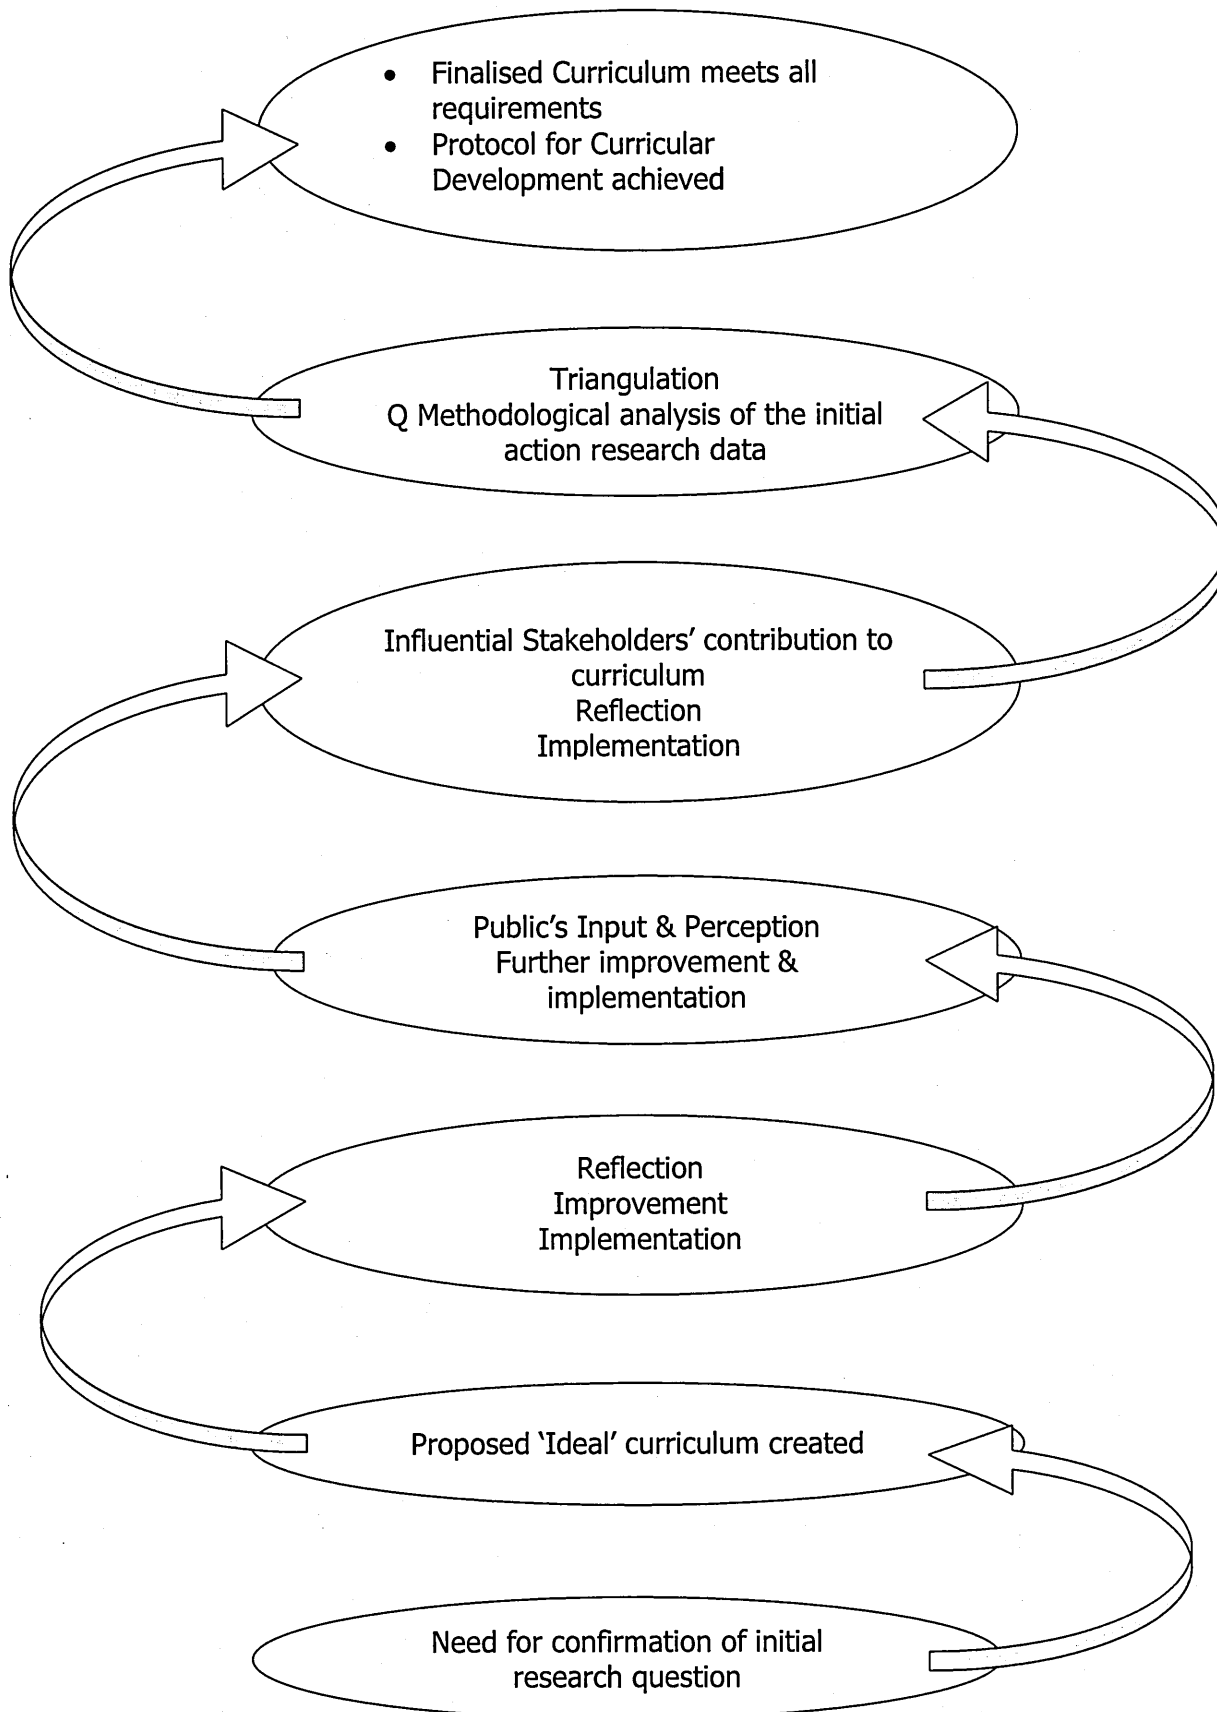 • Finalised Curriculum meets all
requirements
• Protocol for Curricular
Development achieved
Triangulation
Q Methodological analysis of the initial
action research data
Influential Stakeholders’ contribution to
curriculum
Reflection
Implementation
Public’s Input & Perception
Further improvement &
implementation
Reflection
Improvement
Implementation
Proposed ‘Ideal’ curriculum created
Need for confirmation of initial
research question